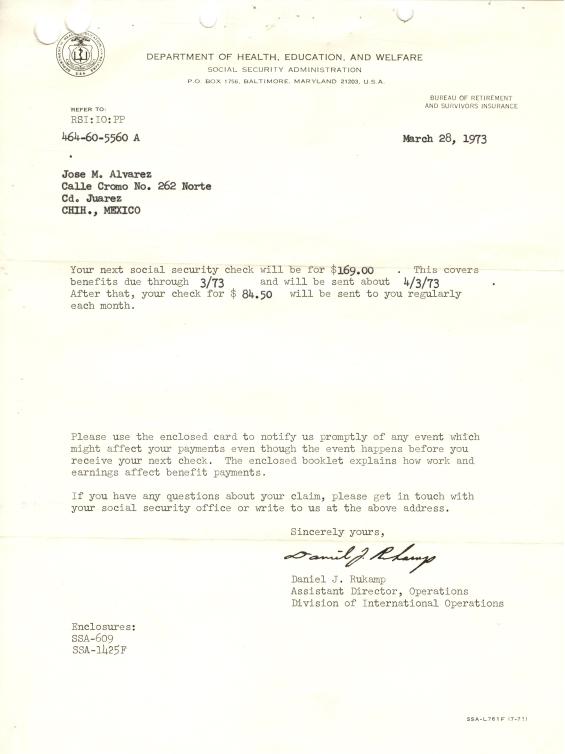 DEPARTMENT OF HEALTH, EDUCATION, AND WELFARE
SOCIAL SECURITY ADMINISTRATION
P.O. BOX 1756, BALTIMORE, MARYLAND 21203, U.S.A.
BUREAU OF RETIREMENT
AND SURVIVORS INSURANCE
REFER TO:
RSI:IO:PP
464-60-5560 A
March 28, 1973
Jose M. Alvarez
Calle Cromo No. 262 Norte
Cd. Juarez
CHIH., MEXICO
Your next social security check will be for $169.00 . This covers
benefits due through 3/73 and will be sent about 4/3/73 .
After that, your check for $ 84.50 will be sent to you regularly
each month.
Please use the enclosed card to notify us promptly of any event which
might affect your payments even though the event happens before you
receive your next check. The enclosed booklet explains how work and
earnings affect benefit payments.
If you have any questions about your claim, please get in touch with
your social security office or write to us at the above address.
Sincerely yours,
Daniel J. Rukamp
Daniel J. Rukamp
Assistant Director, Operations
Division of International Operations
Enclosures:
SSA-609
SSA-1425F
SSA-L761F (7-71)